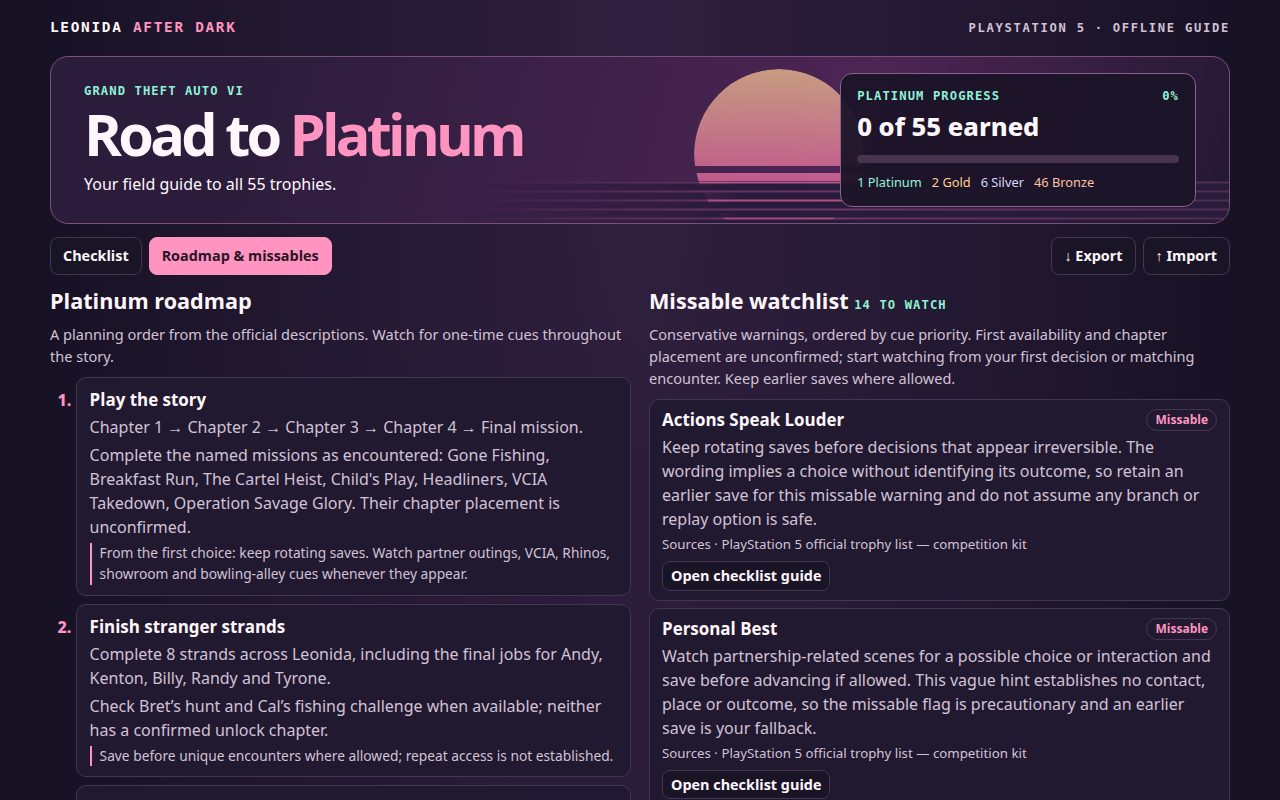 LEONIDA AFTER DARK
PLAYSTATION 5 · OFFLINE GUIDE
GRAND THEFT AUTO VI
Road to Platinum
Your field guide to all 55 trophies.
PLATINUM PROGRESS 0%
0 of 55 earned
1 Platinum 2 Gold 6 Silver 46 Bronze
Checklist
Roadmap & missables
↓ Export
↑ Import
Platinum roadmap
A planning order from the official descriptions. Watch for one-time cues throughout
the story.
1. Play the story
Chapter 1 → Chapter 2 → Chapter 3 → Chapter 4 → Final mission.
Complete the named missions as encountered: Gone Fishing,
Breakfast Run, The Cartel Heist, Child's Play, Headliners, VCIA
Takedown, Operation Savage Glory. Their chapter placement is
unconfirmed.
From the first choice: keep rotating saves. Watch partner outings, VCIA, Rhinos,
showroom and bowling-alley cues whenever they appear.
2. Finish stranger strands
Complete 8 strands across Leonida, including the final jobs for Andy,
Kenton, Billy, Randy and Tyrone.
Check Bret’s hunt and Cal’s fishing challenge when available; neither
has a confirmed unlock chapter.
Save before unique encounters where allowed; repeat access is not established.
Missable watchlist 14 TO WATCH
Conservative warnings, ordered by cue priority. First availability and chapter
placement are unconfirmed; start watching from your first decision or matching
encounter. Keep earlier saves where allowed.
Actions Speak Louder Missable
Keep rotating saves before decisions that appear irreversible. The
wording implies a choice without identifying its outcome, so retain an
earlier save for this missable warning and do not assume any branch or
replay option is safe.
Sources · PlayStation 5 official trophy list — competition kit
Open checklist guide
Personal Best Missable
Watch partnership-related scenes for a possible choice or interaction and
save before advancing if allowed. This vague hint establishes no contact,
place or outcome, so the missable flag is precautionary and an earlier
save is your fallback.
Sources · PlayStation 5 official trophy list — competition kit
Open checklist guide